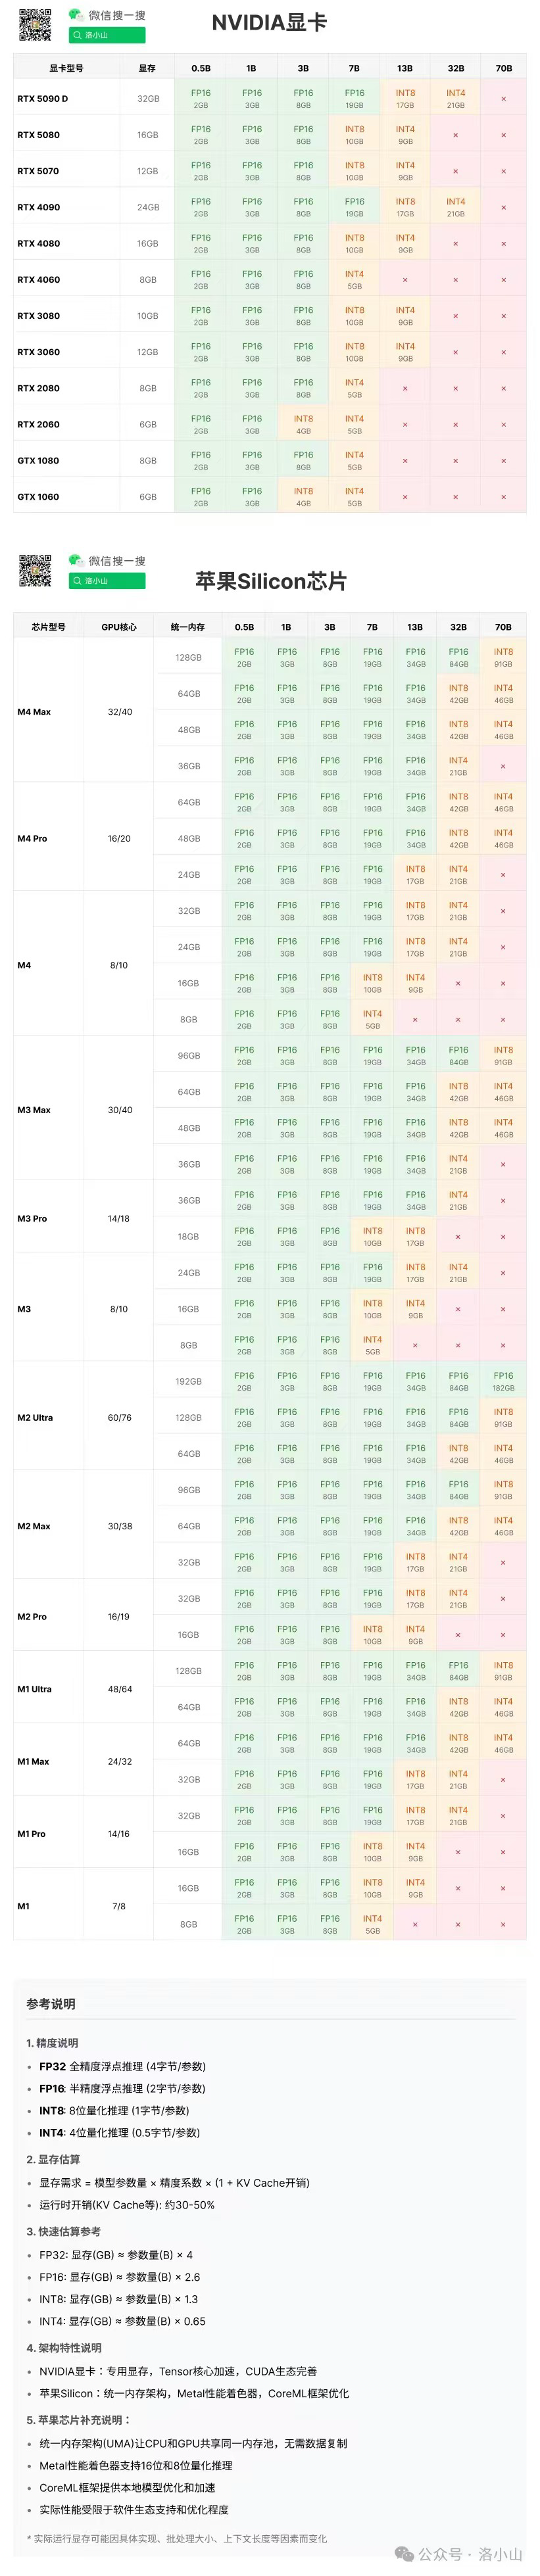 微信搜一搜
洛小山
NVIDIA显卡
显卡型号 显存 0.5B 1B 3B 7B 13B 32B 70B
RTX 5090 D 32GB FP16 FP16 FP16 FP16 INT8 INT4 ×
2GB 3GB 8GB 19GB 17GB 21GB
RTX 5080 16GB FP16 FP16 FP16 INT8 INT4 × ×
2GB 3GB 8GB 10GB 9GB
RTX 5070 12GB FP16 FP16 FP16 INT8 INT4 × ×
2GB 3GB 8GB 10GB 9GB
RTX 4090 24GB FP16 FP16 FP16 FP16 INT8 INT4 ×
2GB 3GB 8GB 19GB 17GB 21GB
RTX 4080 16GB FP16 FP16 FP16 INT8 INT4 × ×
2GB 3GB 8GB 10GB 9GB
RTX 4060 8GB FP16 FP16 FP16 INT4 × × ×
2GB 3GB 8GB 5GB
RTX 3080 10GB FP16 FP16 FP16 INT8 INT4 × ×
2GB 3GB 8GB 10GB 9GB
RTX 3060 12GB FP16 FP16 FP16 INT8 INT4 × ×
2GB 3GB 8GB 10GB 9GB
RTX 2080 8GB FP16 FP16 FP16 INT4 × × ×
2GB 3GB 8GB 5GB
RTX 2060 6GB FP16 FP16 INT8 INT4 × × ×
2GB 3GB 4GB 5GB
GTX 1080 8GB FP16 FP16 FP16 INT4 × × ×
2GB 3GB 8GB 5GB
GTX 1060 6GB FP16 FP16 INT8 INT4 × × ×
2GB 3GB 4GB 5GB
微信搜一搜
洛小山
苹果Silicon芯片
芯片型号 GPU核心 统一内存 0.5B 1B 3B 7B 13B 32B 70B
M4 Max 32/40
128GB FP16 FP16 FP16 FP16 FP16 FP16 INT8
2GB 3GB 8GB 19GB 34GB 84GB 91GB
64GB FP16 FP16 FP16 FP16 FP16 INT8 INT4
2GB 3GB 8GB 19GB 34GB 42GB 46GB
48GB FP16 FP16 FP16 FP16 FP16 INT8 INT4
2GB 3GB 8GB 19GB 34GB 42GB 46GB
36GB FP16 FP16 FP16 FP16 FP16 INT4 ×
2GB 3GB 8GB 19GB 34GB 21GB
M4 Pro 16/20
64GB FP16 FP16 FP16 FP16 FP16 INT8 INT4
2GB 3GB 8GB 19GB 34GB 42GB 46GB
48GB FP16 FP16 FP16 FP16 FP16 INT8 INT4
2GB 3GB 8GB 19GB 34GB 42GB 46GB
24GB FP16 FP16 FP16 FP16 INT8 INT4 ×
2GB 3GB 8GB 19GB 17GB 21GB
M4 8/10
32GB FP16 FP16 FP16 FP16 INT8 INT4 ×
2GB 3GB 8GB 19GB 17GB 21GB
24GB FP16 FP16 FP16 FP16 INT8 INT4 ×
2GB 3GB 8GB 19GB 17GB 21GB
16GB FP16 FP16 FP16 INT8 INT4 × ×
2GB 3GB 8GB 10GB 9GB
8GB FP16 FP16 FP16 INT4 × × ×
2GB 3GB 8GB 5GB
M3 Max 30/40
96GB FP16 FP16 FP16 FP16 FP16 FP16 INT8
2GB 3GB 8GB 19GB 34GB 84GB 91GB
64GB FP16 FP16 FP16 FP16 FP16 INT8 INT4
2GB 3GB 8GB 19GB 34GB 42GB 46GB
48GB FP16 FP16 FP16 FP16 FP16 INT8 INT4
2GB 3GB 8GB 19GB 34GB 42GB 46GB
36GB FP16 FP16 FP16 FP16 FP16 INT4 ×
2GB 3GB 8GB 19GB 34GB 21GB
M3 Pro 14/18
36GB FP16 FP16 FP16 FP16 FP16 INT4 ×
2GB 3GB 8GB 19GB 34GB 21GB
18GB FP16 FP16 FP16 INT8 INT8 × ×
2GB 3GB 8GB 10GB 17GB
M3 8/10
24GB FP16 FP16 FP16 FP16 INT8 INT4 ×
2GB 3GB 8GB 19GB 17GB 21GB
16GB FP16 FP16 FP16 INT8 INT4 × ×
2GB 3GB 8GB 10GB 9GB
8GB FP16 FP16 FP16 INT4 × × ×
2GB 3GB 8GB 5GB
M2 Ultra 60/76
192GB FP16 FP16 FP16 FP16 FP16 FP16 FP16
2GB 3GB 8GB 19GB 34GB 84GB 182GB
128GB FP16 FP16 FP16 FP16 FP16 FP16 INT8
2GB 3GB 8GB 19GB 34GB 84GB 91GB
64GB FP16 FP16 FP16 FP16 FP16 INT8 INT4
2GB 3GB 8GB 19GB 34GB 42GB 46GB
M2 Max 30/38
96GB FP16 FP16 FP16 FP16 FP16 FP16 INT8
2GB 3GB 8GB 19GB 34GB 84GB 91GB
64GB FP16 FP16 FP16 FP16 FP16 INT8 INT4
2GB 3GB 8GB 19GB 34GB 42GB 46GB
32GB FP16 FP16 FP16 FP16 INT8 INT4 ×
2GB 3GB 8GB 19GB 17GB 21GB
M2 Pro 16/19
32GB FP16 FP16 FP16 FP16 INT8 INT4 ×
2GB 3GB 8GB 19GB 17GB 21GB
16GB FP16 FP16 FP16 INT8 INT4 × ×
2GB 3GB 8GB 10GB 9GB
M1 Ultra 48/64
128GB FP16 FP16 FP16 FP16 FP16 FP16 INT8
2GB 3GB 8GB 19GB 34GB 84GB 91GB
64GB FP16 FP16 FP16 FP16 FP16 INT8 INT4
2GB 3GB 8GB 19GB 34GB 42GB 46GB
M1 Max 24/32
64GB FP16 FP16 FP16 FP16 FP16 INT8 INT4
2GB 3GB 8GB 19GB 34GB 42GB 46GB
32GB FP16 FP16 FP16 FP16 INT8 INT4 ×
2GB 3GB 8GB 19GB 17GB 21GB
M1 Pro 14/16
32GB FP16 FP16 FP16 FP16 INT8 INT4 ×
2GB 3GB 8GB 19GB 17GB 21GB
16GB FP16 FP16 FP16 INT8 INT4 × ×
2GB 3GB 8GB 10GB 9GB
M1 7/8
16GB FP16 FP16 FP16 INT8 INT4 × ×
2GB 3GB 8GB 10GB 9GB
8GB FP16 FP16 FP16 INT4 × × ×
2GB 3GB 8GB 5GB
参考说明
1. 精度说明
• FP32 全精度浮点推理 (4字节/参数)
• FP16: 半精度浮点推理 (2字节/参数)
• INT8: 8位量化推理 (1字节/参数)
• INT4: 4位量化推理 (0.5字节/参数)
2. 显存估算
• 显存需求 = 模型参数量 × 精度系数 × (1 + KV Cache开销)
• 运行时开销(KV Cache等): 约30-50%
3. 快速估算参考
• FP32: 显存(GB) ≈ 参数量(B) × 4
• FP16: 显存(GB) ≈ 参数量(B) × 2.6
• INT8: 显存(GB) ≈ 参数量(B) × 1.3
• INT4: 显存(GB) ≈ 参数量(B) × 0.65
4. 架构特性说明
• NVIDIA显卡：专用显存，Tensor核心加速，CUDA生态完善
• 苹果Silicon：统一内存架构，Metal性能着色器，CoreML框架优化
5. 苹果芯片补充说明：
• 统一内存架构(UMA)让CPU和GPU共享同一内存池，无需数据复制
• Metal性能着色器支持16位和8位量化推理
• CoreML框架提供本地模型优化和加速
• 实际性能受限于软件生态支持和优化程度
* 实际运行显存可能因具体实现、批处理大小、上下文长度等因素而变化
公众号 · 洛小山